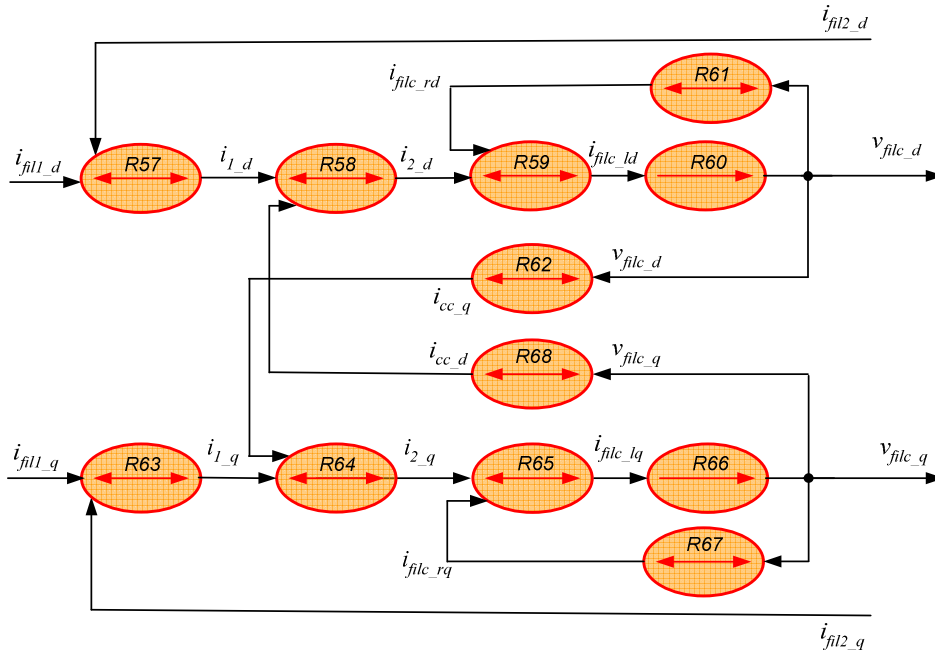 i_fil2_d
i_filc_rd
R61
i_fil1_d
R57
i_1_d
R58
i_2_d
R59
i_filc_ld
R60
v_filc_d
R62
v_filc_d
i_cc_q
i_cc_d
R68
v_filc_q
i_fil1_q
R63
i_1_q
R64
i_2_q
R65
i_filc_lq
R66
v_filc_q
i_filc_rq
R67
i_fil2_q